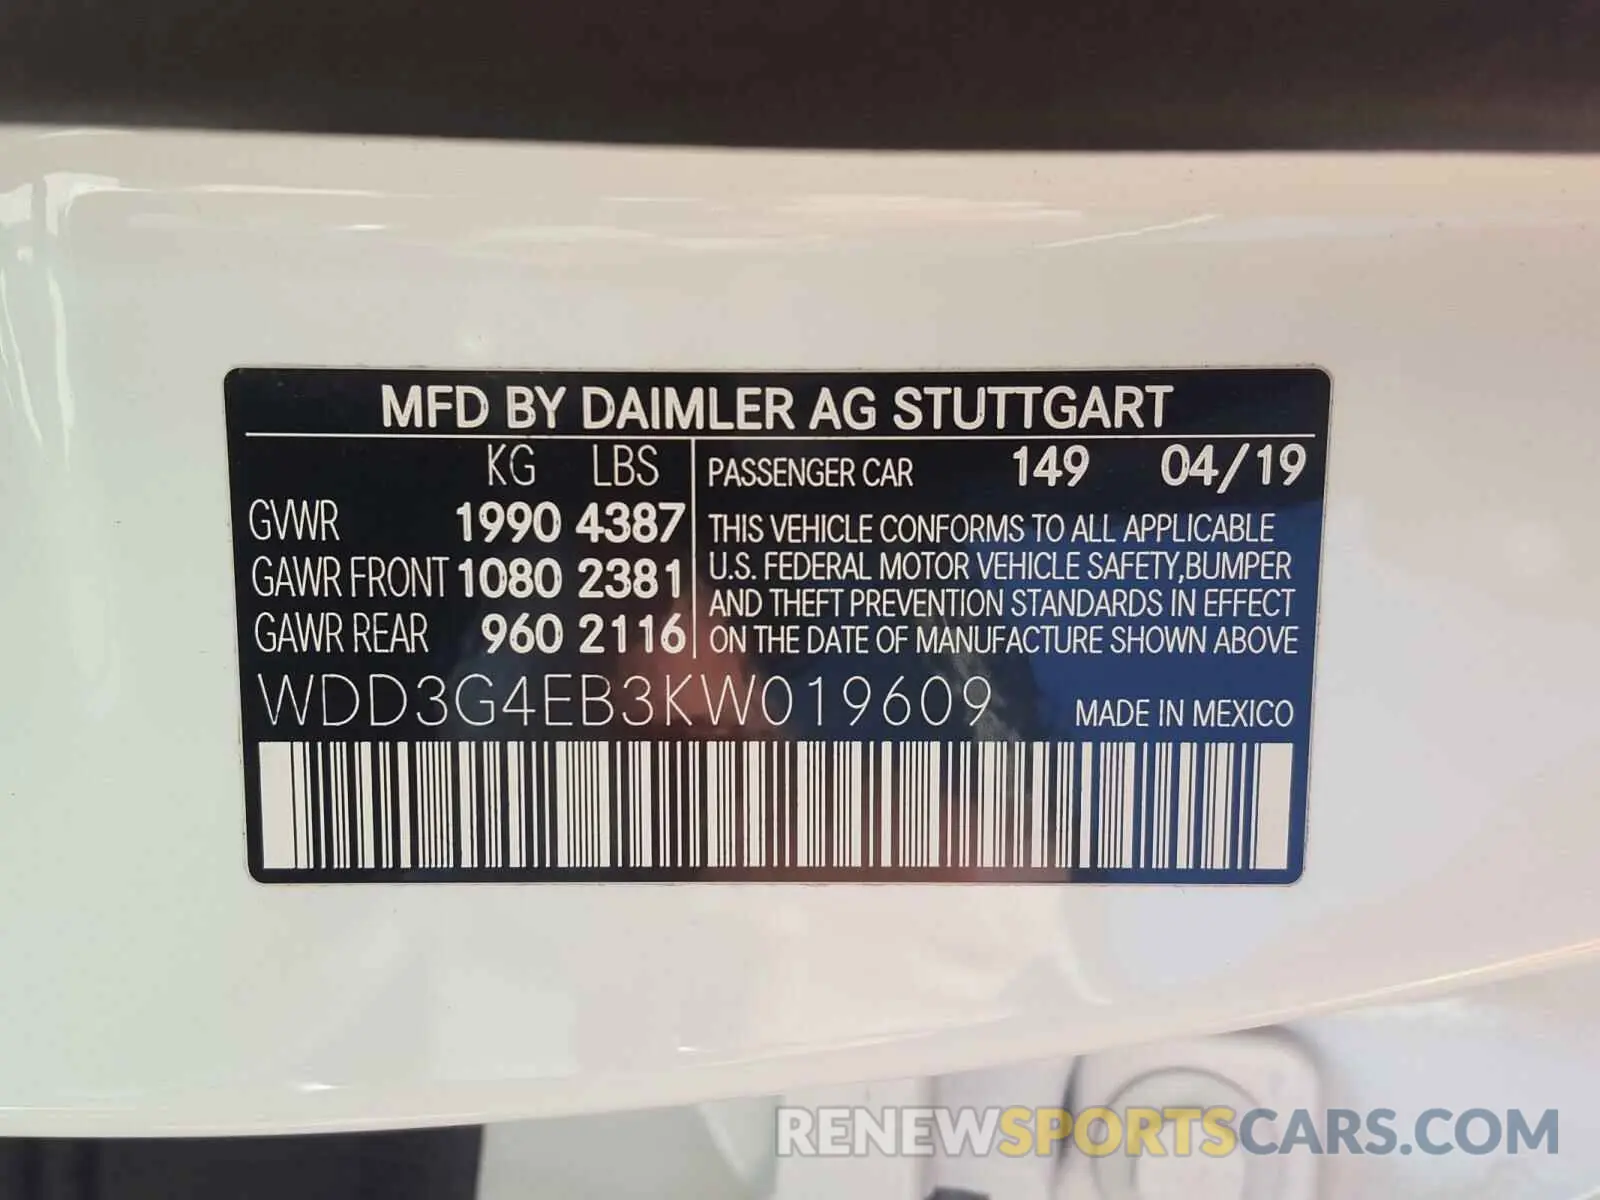 MFD BY DAIMLER AG STUTTGART
KG LBS
GVWR 1990 4387
GAWR FRONT 1080 2381
GAWR REAR 960 2116
PASSENGER CAR 149 04/19
THIS VEHICLE CONFORMS TO ALL APPLICABLE
U.S. FEDERAL MOTOR VEHICLE SAFETY,BUMPER
AND THEFT PREVENTION STANDARDS IN EFFECT
ON THE DATE OF MANUFACTURE SHOWN ABOVE
WDD3G4EB3KW019609 MADE IN MEXICO
RENEWSPORTSCARS.COM